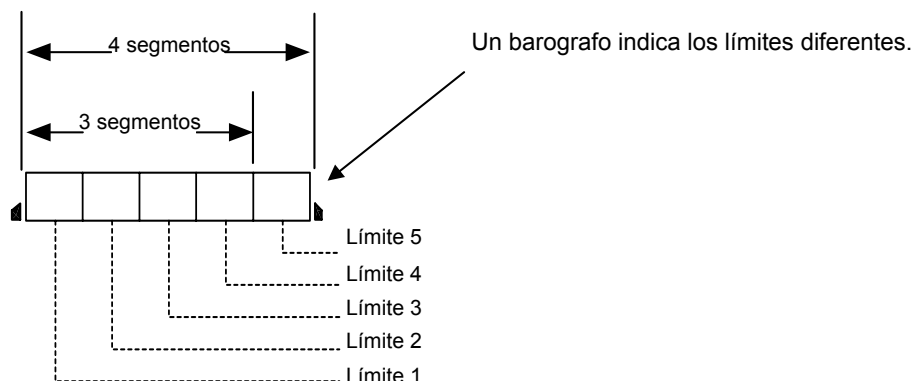 4 segmentos
Un barografo indica los límites diferentes.
3 segmentos
Límite 5
Límite 4
Límite 3
Límite 2
Límite 1